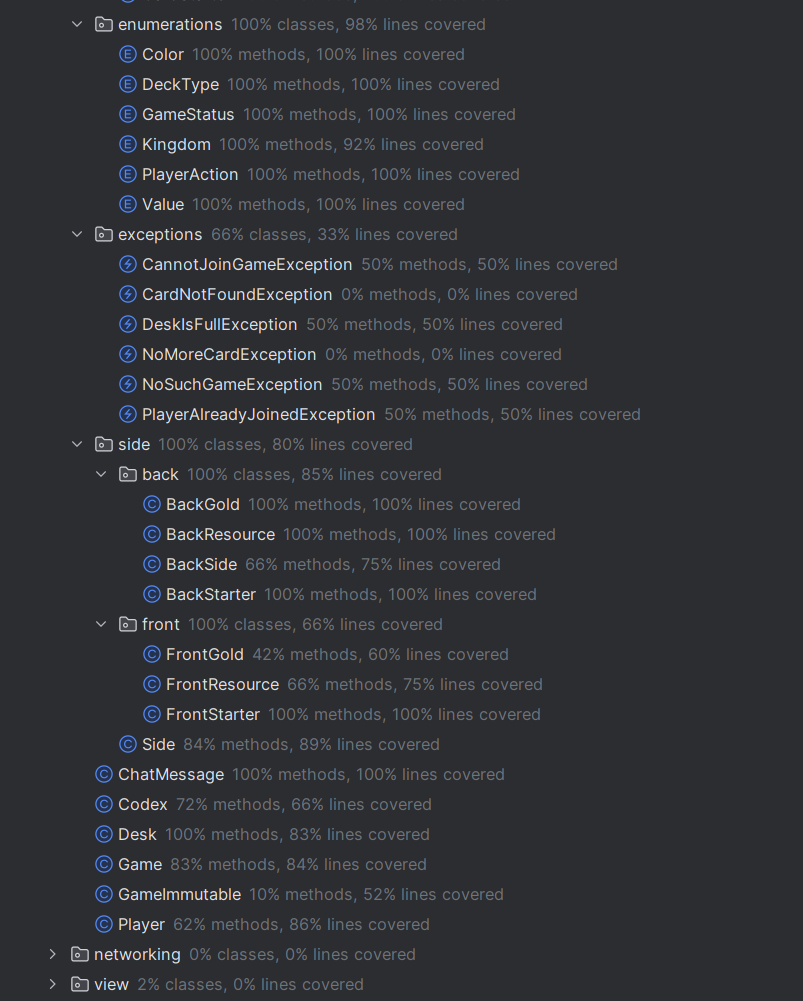 enumerations 100% classes, 98% lines covered
Color 100% methods, 100% lines covered
DeckType 100% methods, 100% lines covered
GameStatus 100% methods, 100% lines covered
Kingdom 100% methods, 92% lines covered
PlayerAction 100% methods, 100% lines covered
Value 100% methods, 100% lines covered
exceptions 66% classes, 33% lines covered
CannotJoinGameException 50% methods, 50% lines covered
CardNotFoundException 0% methods, 0% lines covered
DeskIsFullException 50% methods, 50% lines covered
NoMoreCardException 0% methods, 0% lines covered
NoSuchGameException 50% methods, 50% lines covered
PlayerAlreadyJoinedException 50% methods, 50% lines covered
side 100% classes, 80% lines covered
back 100% classes, 85% lines covered
BackGold 100% methods, 100% lines covered
BackResource 100% methods, 100% lines covered
BackSide 66% methods, 75% lines covered
BackStarter 100% methods, 100% lines covered
front 100% classes, 66% lines covered
FrontGold 42% methods, 60% lines covered
FrontResource 66% methods, 75% lines covered
FrontStarter 100% methods, 100% lines covered
Side 84% methods, 89% lines covered
ChatMessage 100% methods, 100% lines covered
Codex 72% methods, 66% lines covered
Desk 100% methods, 83% lines covered
Game 83% methods, 84% lines covered
GameImmutable 10% methods, 52% lines covered
Player 62% methods, 86% lines covered
networking 0% classes, 0% lines covered
view 2% classes, 0% lines covered